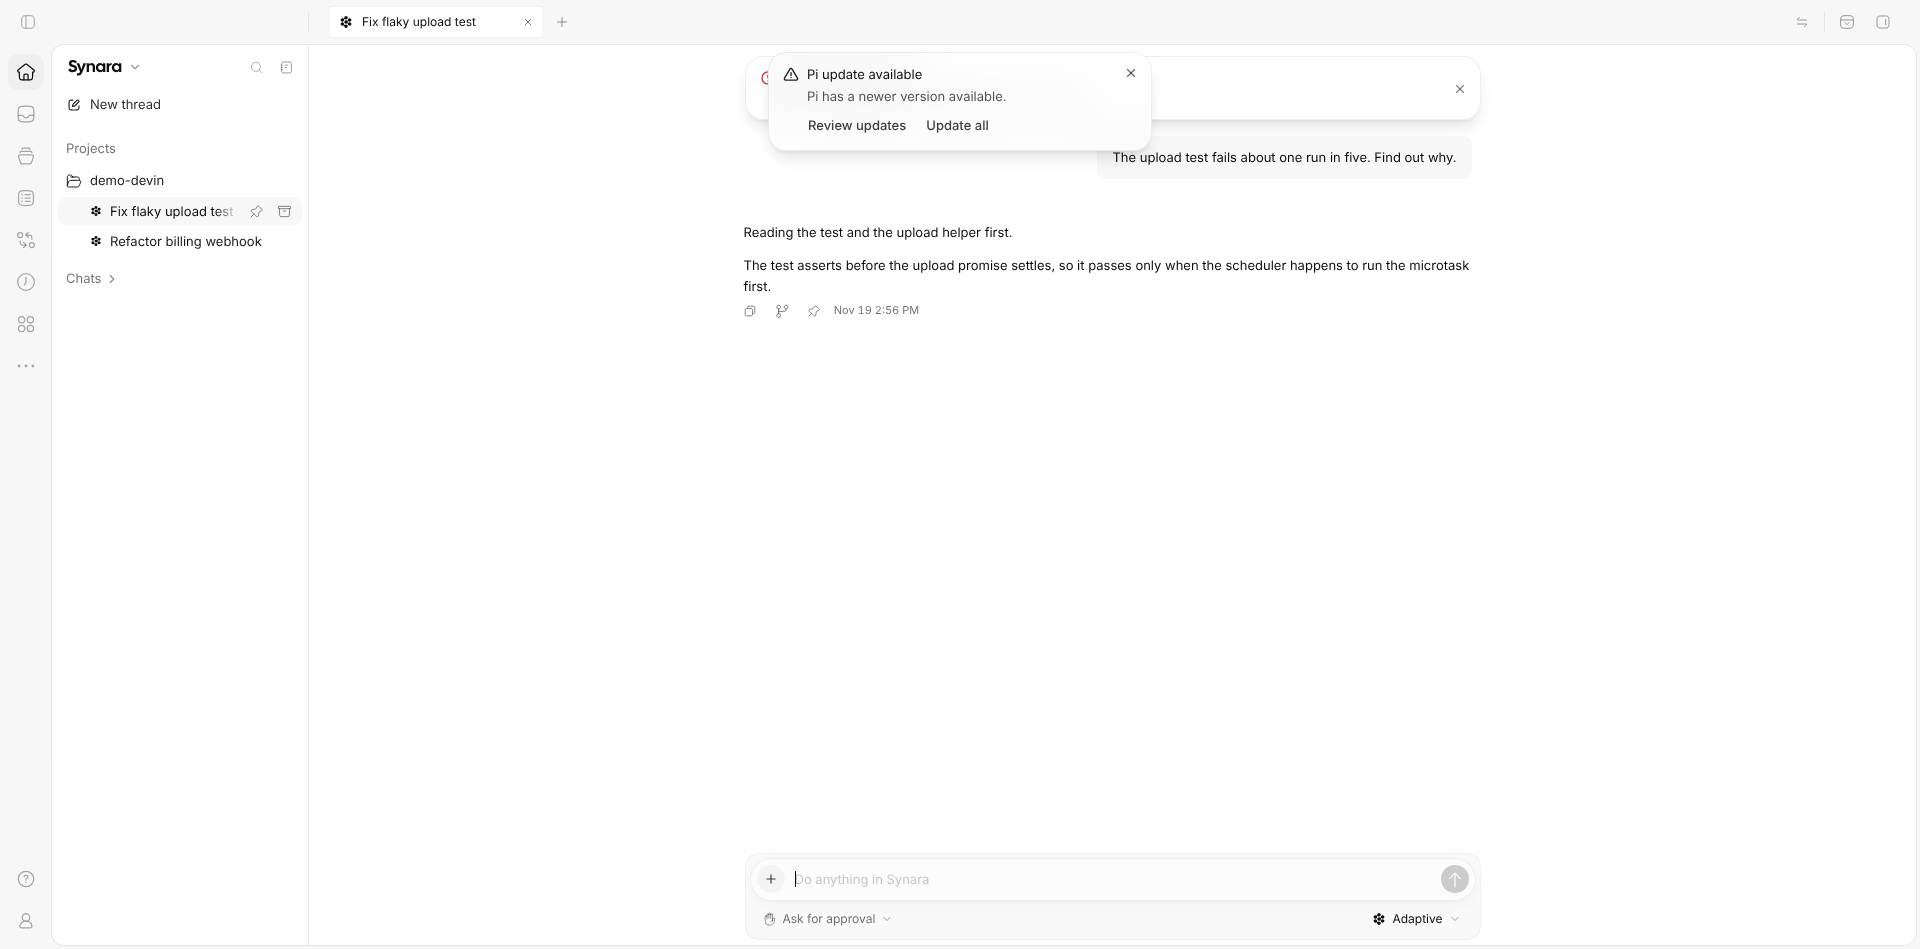 Fix flaky upload test
Synara
New thread
Projects
demo-devin
Fix flaky upload test
Refactor billing webhook
Chats
Pi update available
Pi has a newer version available.
Review updates
Update all
The upload test fails about one run in five. Find out why.
Reading the test and the upload helper first.
The test asserts before the upload promise settles, so it passes only when the scheduler happens to run the microtask
first.
Nov 19 2:56 PM
Do anything in Synara
Ask for approval
Adaptive